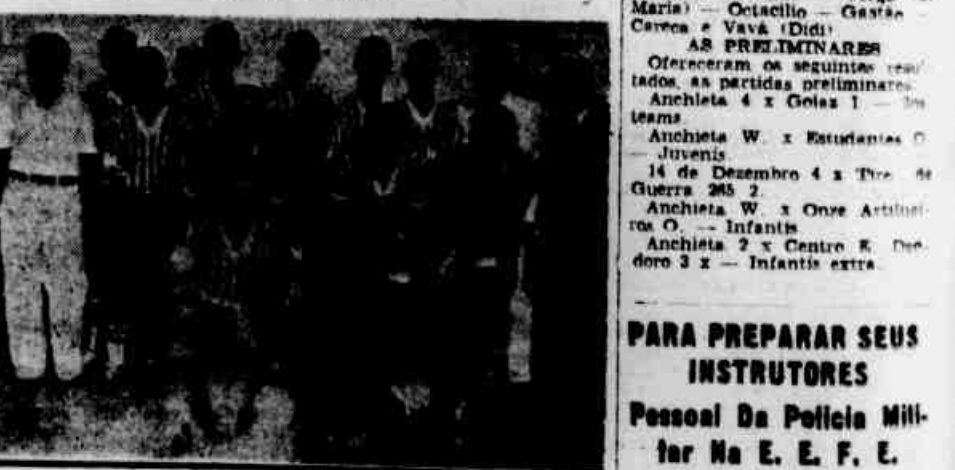 Maria) — Octacilio — Gastão —
Careca e Vavá (Didi)
AS PRELIMINARES
Ofereceram os seguintes resul-
tados, as partidas preliminares
Anchieta 4 x Goiaz 1 —
teams
Anchieta W. x Estudantes O
— Juvenis
14 de Dezembro 4 x Tiro de
Guerra 265 2.
Anchieta W. x Onze Artilhei-
ros O. — Infantis
Anchieta 2 x Centro E. Deo-
doro 3 x — Infantis extra.
PARA PREPARAR SEUS
INSTRUTORES
Pessoal Da Policia Mili-
tar Na E. E. F. E.